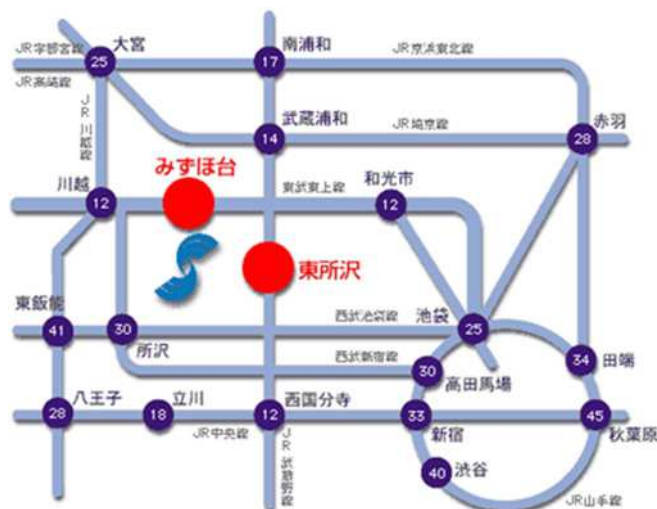 JR宇都宮線
大宮
25
JR高崎線
南浦和
17
JR京浜東北線
JR川越線
武蔵浦和
14
JR埼京線
赤羽
28
みずほ台
川越
12
東武東上線
和光市
12
東所沢
東飯能
41
30
所沢
西武池袋線
池袋
25
西武新宿線
30
高田馬場
34
田端
八王子
28
立川
18
JR中央線
西国分寺
12
JR武蔵野線
33
新宿
45
秋葉原
40
渋谷
JR山手線